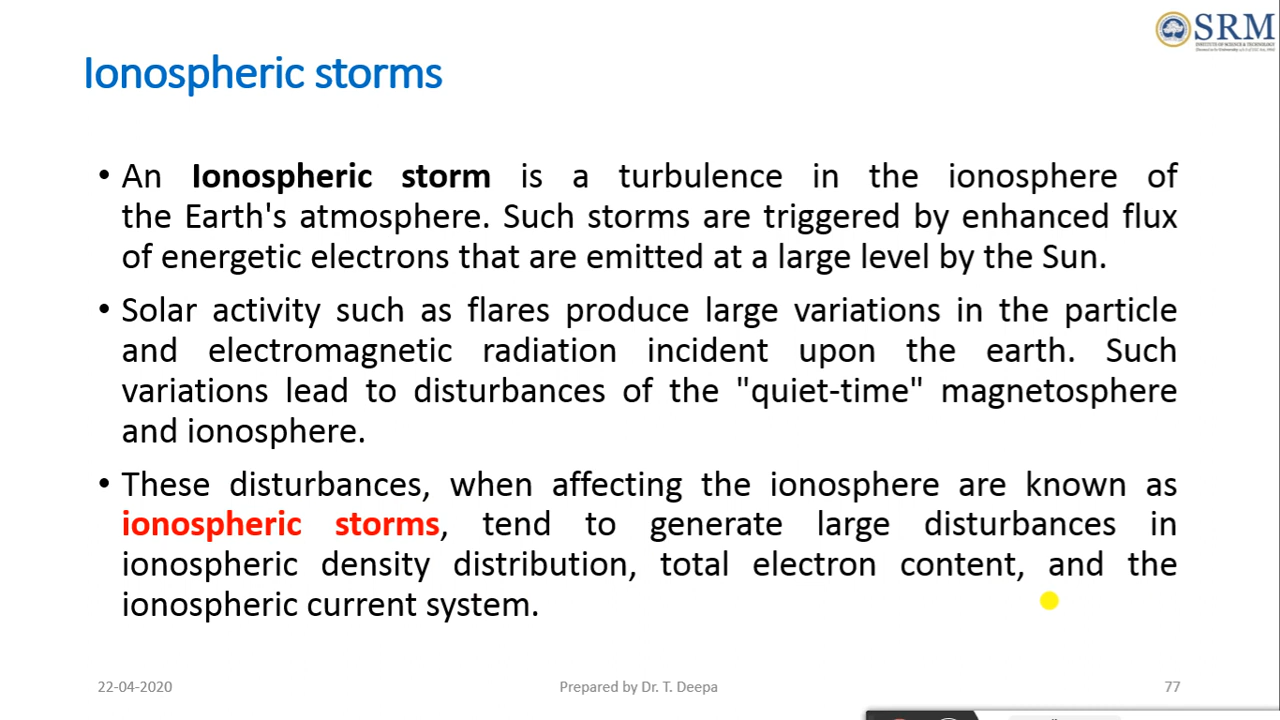 SRM
INSTITUTE OF SCIENCE & TECHNOLOGY
Ionospheric storms
• An Ionospheric storm is a turbulence in the ionosphere of
the Earth's atmosphere. Such storms are triggered by enhanced flux
of energetic electrons that are emitted at a large level by the Sun.
• Solar activity such as flares produce large variations in the particle
and electromagnetic radiation incident upon the earth. Such
variations lead to disturbances of the "quiet-time" magnetosphere
and ionosphere.
• These disturbances, when affecting the ionosphere are known as
ionospheric storms, tend to generate large disturbances in
ionospheric density distribution, total electron content, and the
ionospheric current system.
22-04-2020
Prepared by Dr. T. Deepa
77